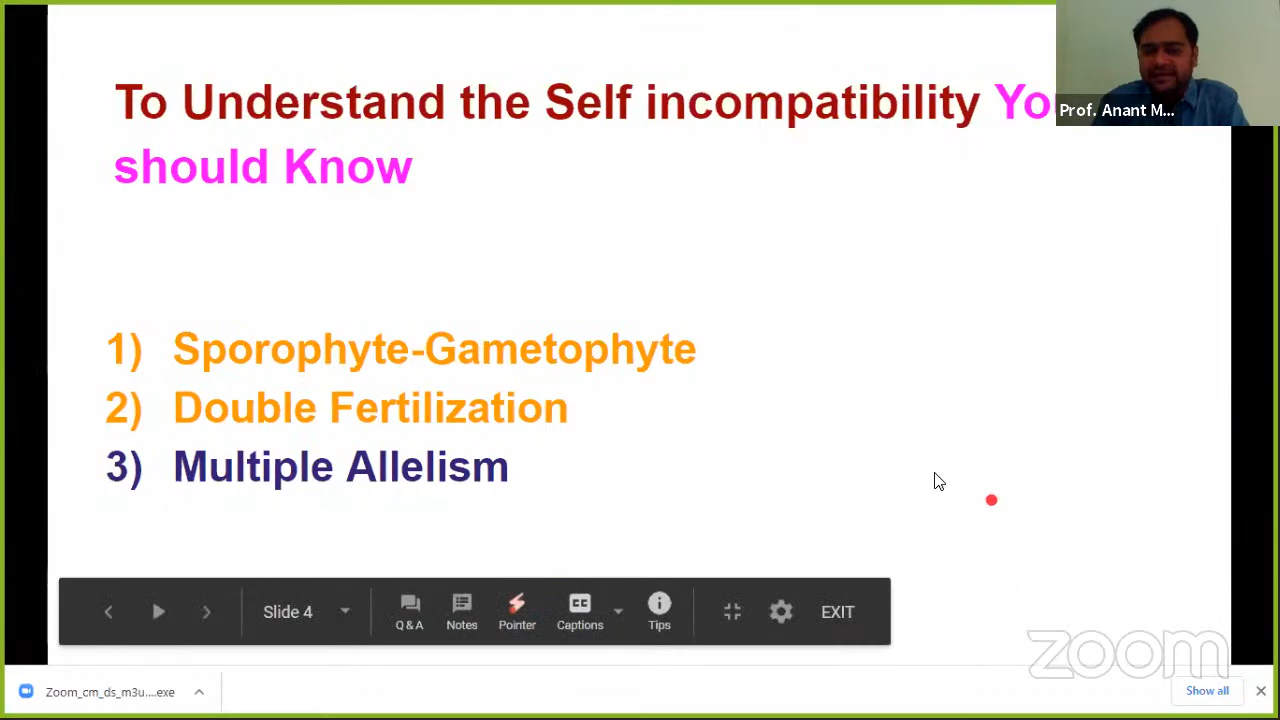 To Understand the Self incompatibility Yo
should Know
Prof. Anant M...
1) Sporophyte-Gametophyte
2) Double Fertilization
3) Multiple Allelism
Slide 4
Q & A
Notes
Pointer
CC
Captions
Tips
EXIT
zoom
Zoom_cm_ds_m3u....exe
Show all